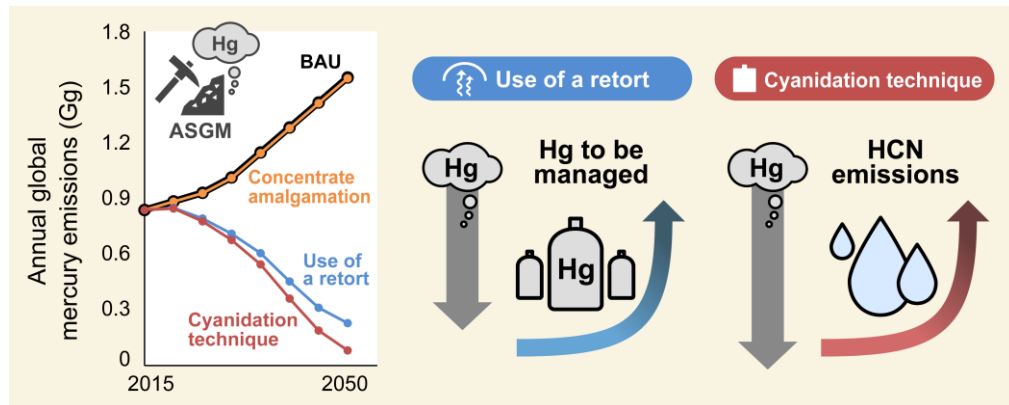 1.8
1.5
1.2
0.9
0.6
0.3
0
Annual global
mercury emissions (Gg)
2015
2050
Hg
ASGM
BAU
Concentrate
amalgamation
Use of
a retort
Cyanidation
technique
Use of a retort
Hg
Hg to be
managed
Hg
Cyanidation technique
Hg
HCN
emissions